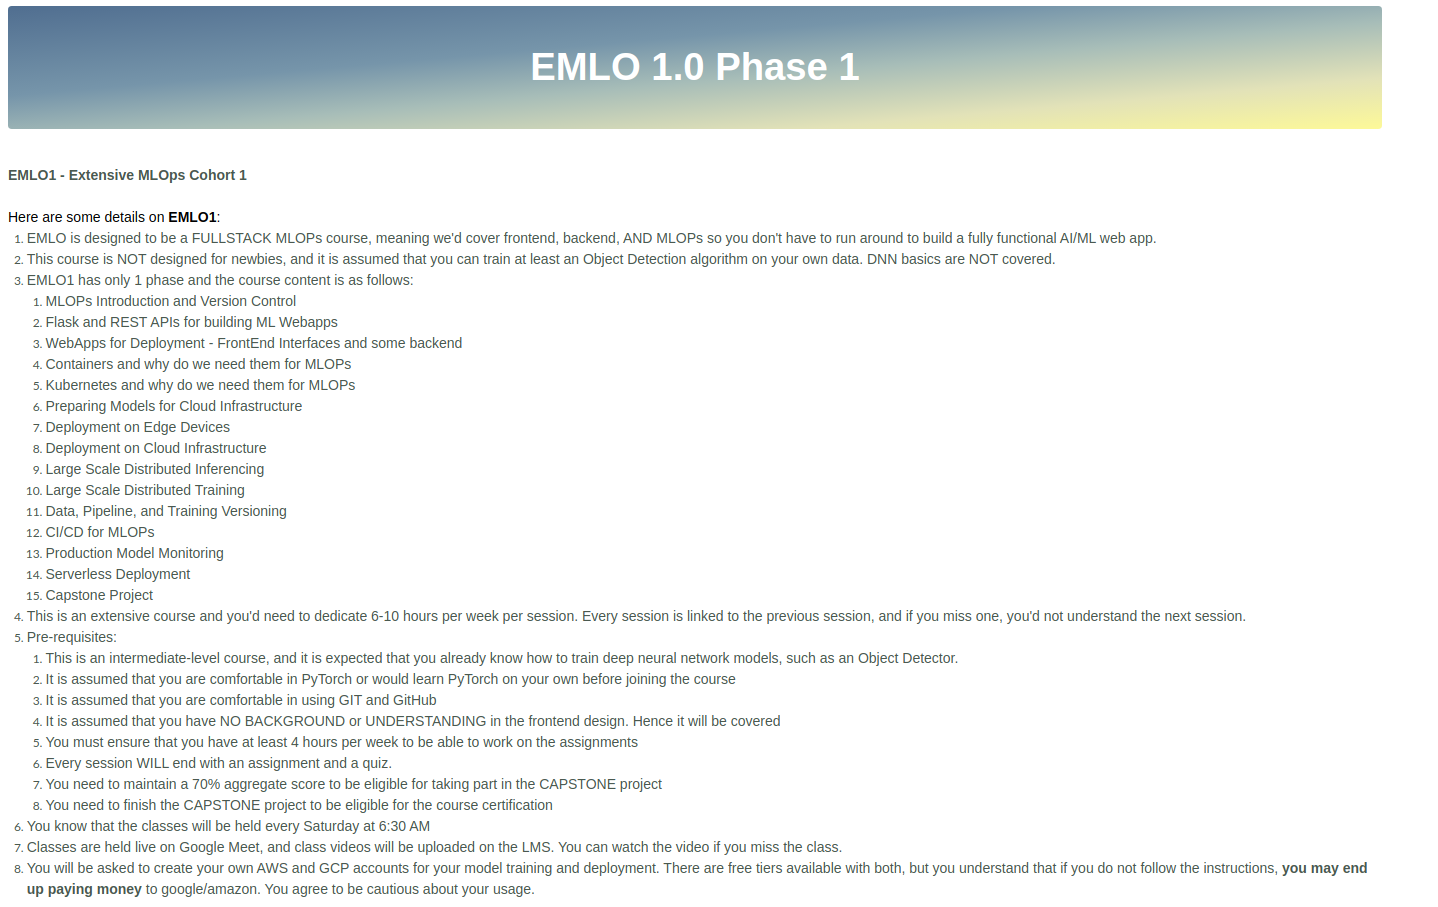 EMLO 1.0 Phase 1
EMLO1 - Extensive MLOps Cohort 1
Here are some details on EMLO1:
1. EMLO is designed to be a FULLSTACK MLOPs course, meaning we'd cover frontend, backend, AND MLOPs so you don't have to run around to build a fully functional AI/ML web app.
2. This course is NOT designed for newbies, and it is assumed that you can train at least an Object Detection algorithm on your own data. DNN basics are NOT covered.
3. EMLO1 has only 1 phase and the course content is as follows:
1. MLOPs Introduction and Version Control
2. Flask and REST APIs for building ML Webapps
3. WebApps for Deployment - FrontEnd Interfaces and some backend
4. Containers and why do we need them for MLOPs
5. Kubernetes and why do we need them for MLOPs
6. Preparing Models for Cloud Infrastructure
7. Deployment on Edge Devices
8. Deployment on Cloud Infrastructure
9. Large Scale Distributed Inferencing
10. Large Scale Distributed Training
11. Data, Pipeline, and Training Versioning
12. CI/CD for MLOPs
13. Production Model Monitoring
14. Serverless Deployment
15. Capstone Project
4. This is an extensive course and you'd need to dedicate 6-10 hours per week per session. Every session is linked to the previous session, and if you miss one, you'd not understand the next session.
5. Pre-requisites:
1. This is an intermediate-level course, and it is expected that you already know how to train deep neural network models, such as an Object Detector.
2. It is assumed that you are comfortable in PyTorch or would learn PyTorch on your own before joining the course
3. It is assumed that you are comfortable in using GIT and GitHub
4. It is assumed that you have NO BACKGROUND or UNDERSTANDING in the frontend design. Hence it will be covered
5. You must ensure that you have at least 4 hours per week to be able to work on the assignments
6. Every session WILL end with an assignment and a quiz.
7. You need to maintain a 70% aggregate score to be eligible for taking part in the CAPSTONE project
8. You need to finish the CAPSTONE project to be eligible for the course certification
6. You know that the classes will be held every Saturday at 6:30 AM
7. Classes are held live on Google Meet, and class videos will be uploaded on the LMS. You can watch the video if you miss the class.
8. You will be asked to create your own AWS and GCP accounts for your model training and deployment. There are free tiers available with both, but you understand that if you do not follow the instructions, you may end
up paying money to google/amazon. You agree to be cautious about your usage.